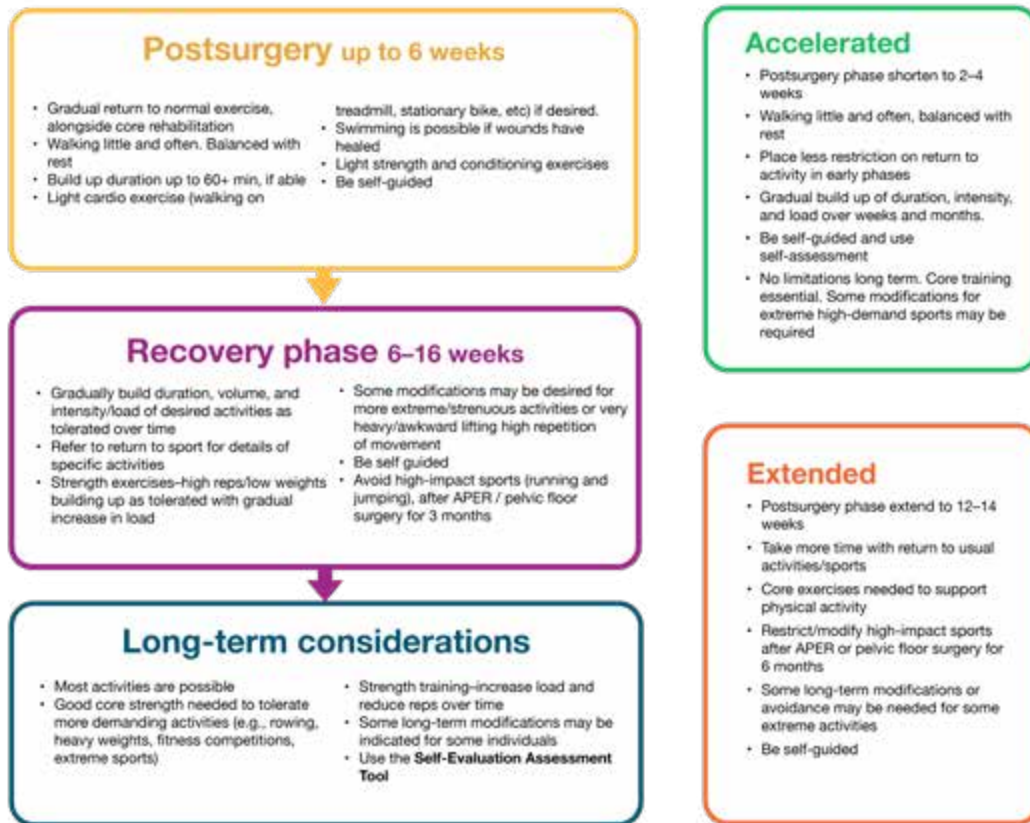 Postsurgery up to 6 weeks
• Gradual return to normal exercise,
alongside core rehabilitation
• Walking little and often. Balanced with
rest
• Build up duration up to 60+ min, if able
• Light cardio exercise (walking on
treadmill, stationary bike, etc) if desired.
• Swimming is possible if wounds have
healed
• Light strength and conditioning exercises
• Be self-guided
Recovery phase 6–16 weeks
• Gradually build duration, volume, and
intensity/load of desired activities as
tolerated over time
• Refer to return to sport for details of
specific activities
• Strength exercises–high reps/low weights
building up as tolerated with gradual
increase in load
• Some modifications may be desired for
more extreme/strenuous activities or very
heavy/awkward lifting high repetition
of movement
• Be self guided
• Avoid high-impact sports (running and
jumping), after APER / pelvic floor
surgery for 3 months
Long-term considerations
• Most activities are possible
• Good core strength needed to tolerate
more demanding activities (e.g., rowing,
heavy weights, fitness competitions,
extreme sports)
• Strength training–increase load and
reduce reps over time
• Some long-term modifications may be
indicated for some individuals
• Use the Self-Evaluation Assessment
Tool
Accelerated
• Postsurgery phase shorten to 2–4
weeks
• Walking little and often, balanced with
rest
• Place less restriction on return to
activity in early phases
• Gradual build up of duration, intensity,
and load over weeks and months.
• Be self-guided and use
self-assessment
• No limitations long term. Core training
essential. Some modifications for
extreme high-demand sports may be
required
Extended
• Postsurgery phase extend to 12–14
weeks
• Take more time with return to usual
activities/sports
• Core exercises needed to support
physical activity
• Restrict/modify high-impact sports
after APER or pelvic floor surgery for
6 months
• Some long-term modifications or
avoidance may be needed for some
extreme activities
• Be self-guided